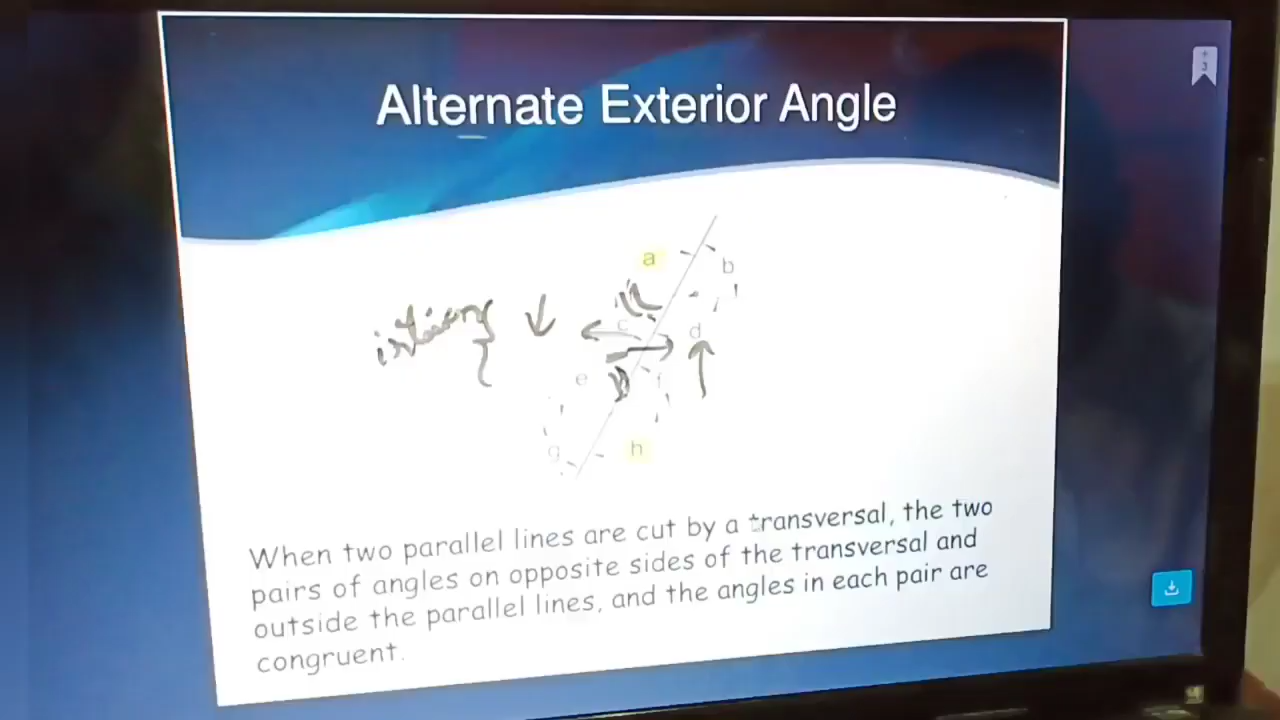 Alternate Exterior Angle
3
a
b
c
d
e
f
g
h
When two parallel lines are cut by a transversal, the two
pairs of angles on opposite sides of the transversal and
outside the parallel lines, and the angles in each pair are
congruent.